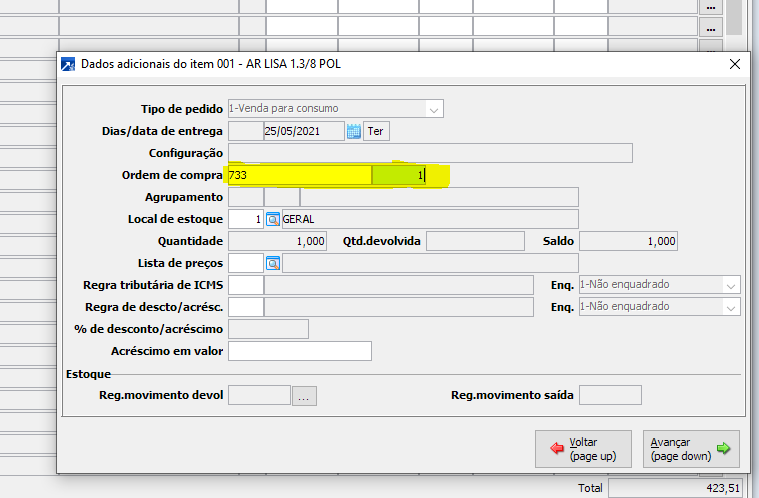 ...
...
...
Dados adicionais do item 001 - AR LISA 1.3/8 POL
Tipo de pedido 1-Venda para consumo
Dias/data de entrega 25/05/2021 Ter
Configuração
Ordem de compra 733 1
Agrupamento
Local de estoque 1 GERAL
Quantidade 1,000 Qtd.devolvida Saldo 1,000
Lista de preços
Regra tributária de ICMS Enq. 1-Não enquadrado
Regra de descto/acrésc. Enq. 1-Não enquadrado
% de desconto/acréscimo
Acréscimo em valor
Estoque
Reg.movimento devol ... Reg.movimento saída
Voltar Avançar
(page up) (page down)
Total 423,51